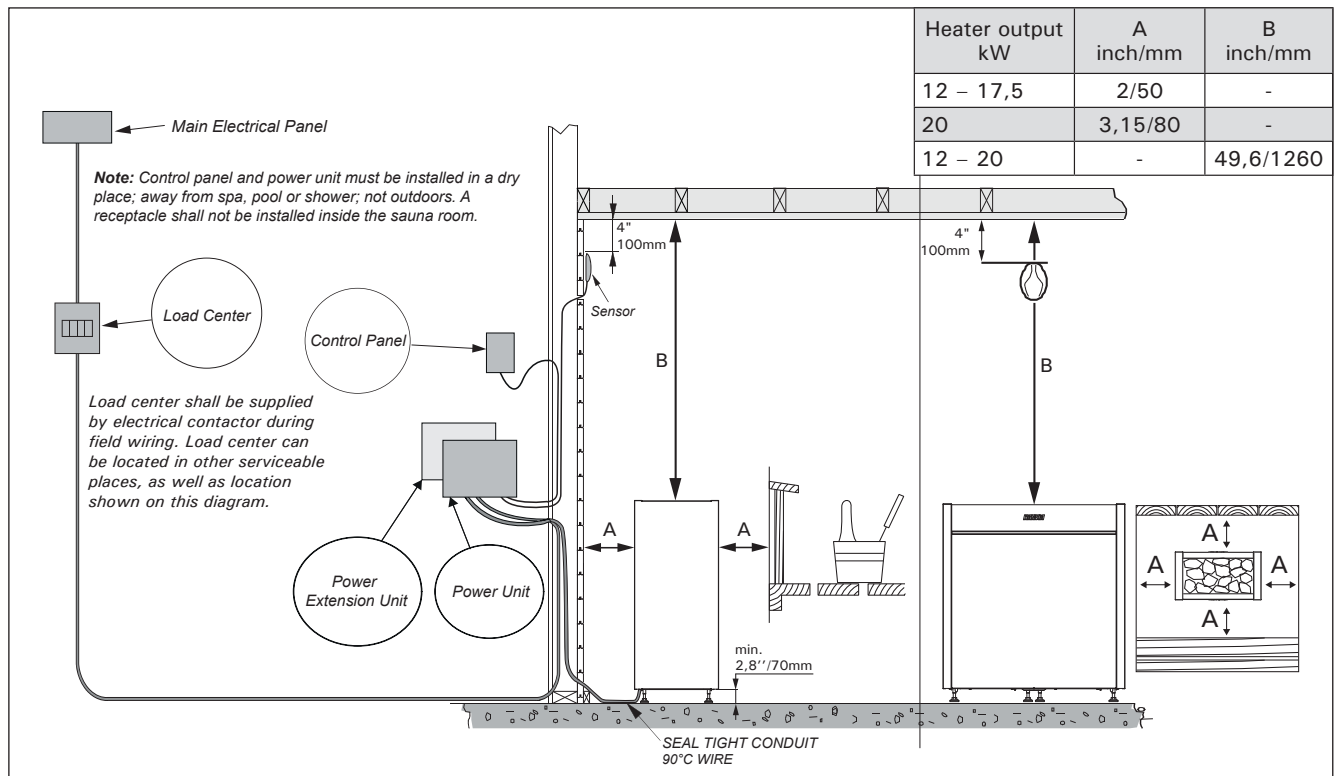 Heater output kW
A inch/mm
B inch/mm
12 – 17,5
2/50
-
20
3,15/80
-
12 – 20
-
49,6/1260
Main Electrical Panel
Note: Control panel and power unit must be installed in a dry
place; away from spa, pool or shower; not outdoors. A
receptacle shall not be installed inside the sauna room.
4"
100mm
4"
100mm
Sensor
Load Center
Control Panel
B
B
Load center shall be supplied
by electrical contactor during
field wiring. Load center can
be located in other serviceable
places, as well as location
shown on this diagram.
A
A
A
A
A
A
Power
Extension Unit
Power Unit
min.
2,8’’/70mm
SEAL TIGHT CONDUIT
90°C WIRE